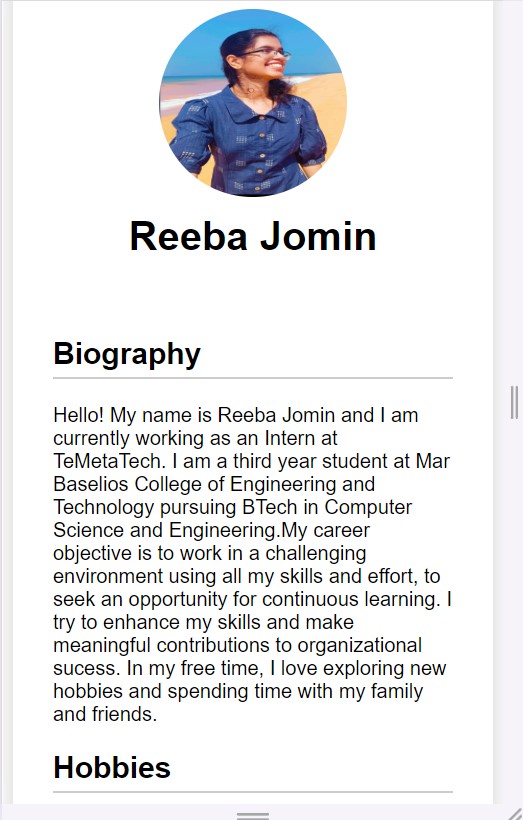 Reeba Jomin
Biography
Hello! My name is Reeba Jomin and I am
currently working as an Intern at
TeMetaTech. I am a third year student at Mar
Baselios College of Engineering and
Technology pursuing BTech in Computer
Science and Engineering.My career
objective is to work in a challenging
environment using all my skills and effort, to
seek an opportunity for continuous learning. I
try to enhance my skills and make
meaningful contributions to organizational
sucess. In my free time, I love exploring new
hobbies and spending time with my family
and friends.
Hobbies